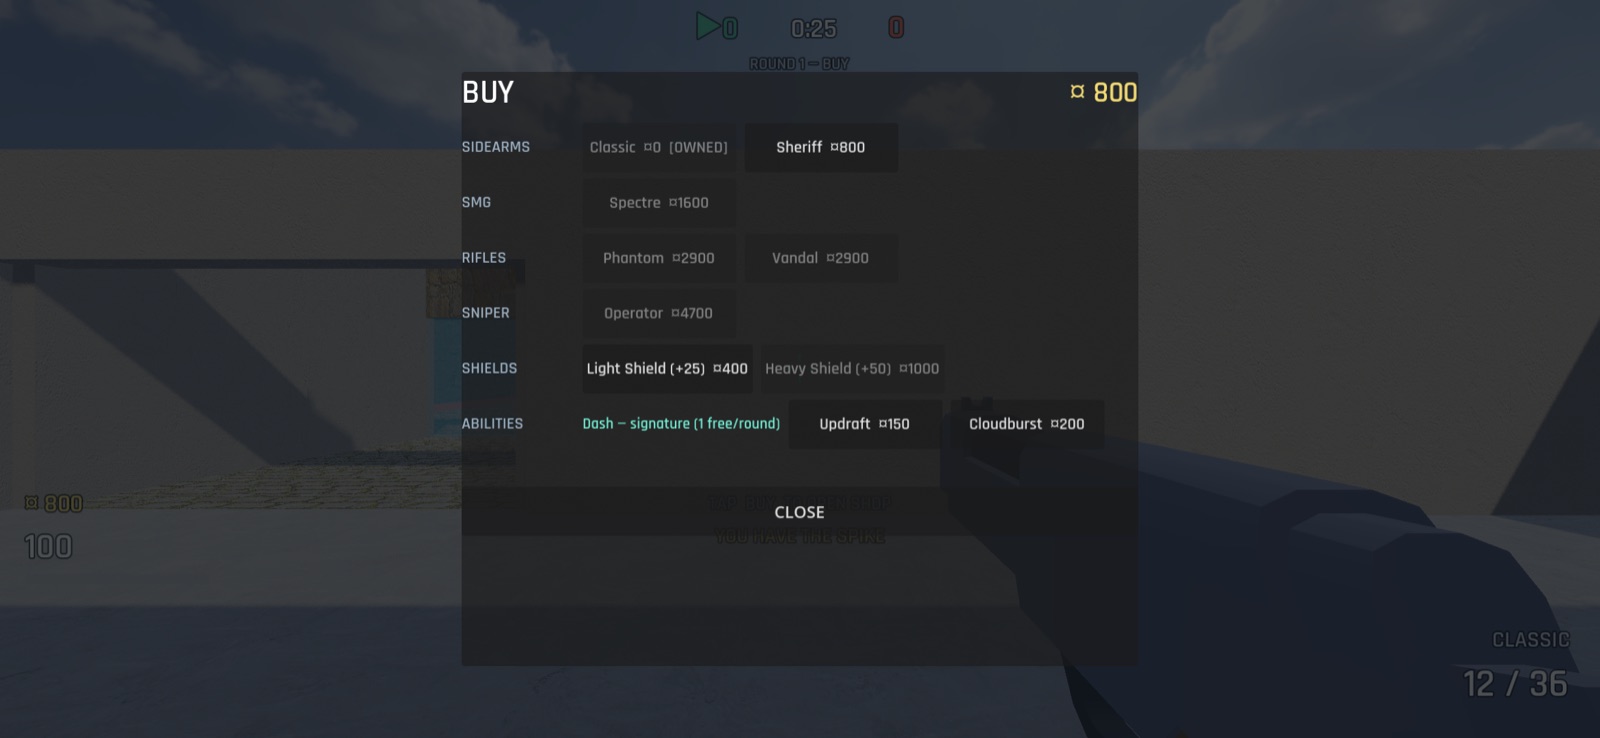 0 0:25 0
ROUND 1 – BUY
BUY ¤ 800
SIDEARMS Classic ¤0 [OWNED] Sheriff ¤800
SMG Spectre ¤1600
RIFLES Phantom ¤2900 Vandal ¤2900
SNIPER Operator ¤4700
SHIELDS Light Shield (+25) ¤400 Heavy Shield (+50) ¤1000
ABILITIES Dash – signature (1 free/round) Updraft ¤150 Cloudburst ¤200
¤ 800
CLOSE
YOU HAVE THE SPIKE
100
CLASSIC
12 / 36